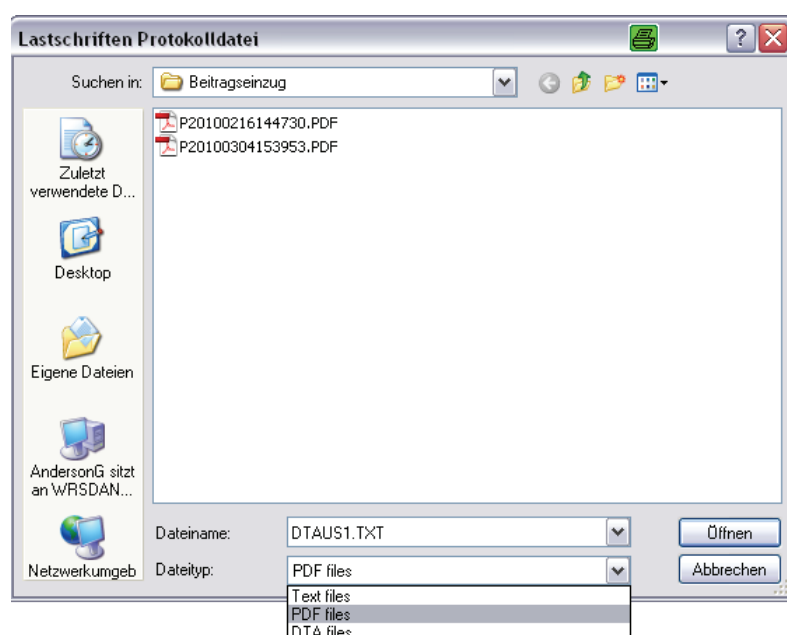 Lastschriften Protokolldatei
Suchen in:
Beitragseinzug
P20100216144730.PDF
P20100304153953.PDF
Zuletzt
verwendete D...
Desktop
Eigene Dateien
AndersonG sitzt
an WRSDAN...
Netzwerkumgeb
Dateiname:
DTAUS1.TXT
Öffnen
Dateityp:
PDF files
Abbrechen
Text files
PDF files
DTA files